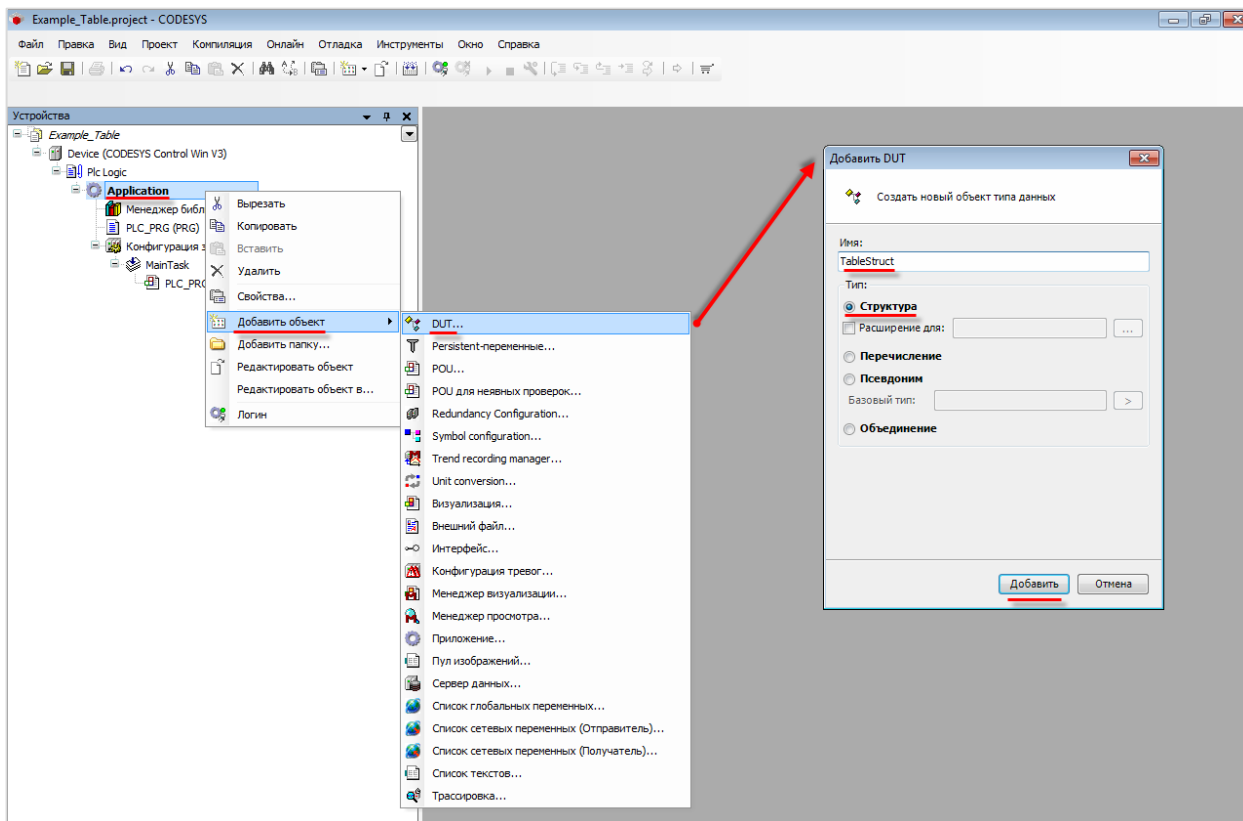 Example_Table.project - CODESYS
Файл Правка Вид Проект Компиляция Онлайн Отладка Инструменты Окно Справка
Устройства
Example_Table
Device (CODESYS Control Win V3)
Plc Logic
Application
Менеджер библ
PLC_PRG (PRG)
Конфигурация з
MainTask
PLC_PRG
Вырезать
Копировать
Вставить
Удалить
Свойства...
Добавить объект
Добавить папку...
Редактировать объект
Редактировать объект в...
Логин
DUT...
Persistent-переменные...
POU...
POU для неявных проверок...
Redundancy Configuration...
Symbol configuration...
Trend recording manager...
Unit conversion...
Визуализация...
Внешний файл...
Интерфейс...
Конфигурация тревог...
Менеджер визуализации...
Менеджер просмотра...
Приложение...
Пул изображений...
Сервер данных...
Список глобальных переменных...
Список сетевых переменных (Отправитель)...
Список сетевых переменных (Получатель)...
Список текстов...
Трассировка...
Добавить DUT
Создать новый объект типа данных
Имя:
TableStruct
Тип:
Структура
Расширение для:
...
Перечисление
Псевдоним
Базовый тип:
>
Объединение
Добавить
Отмена